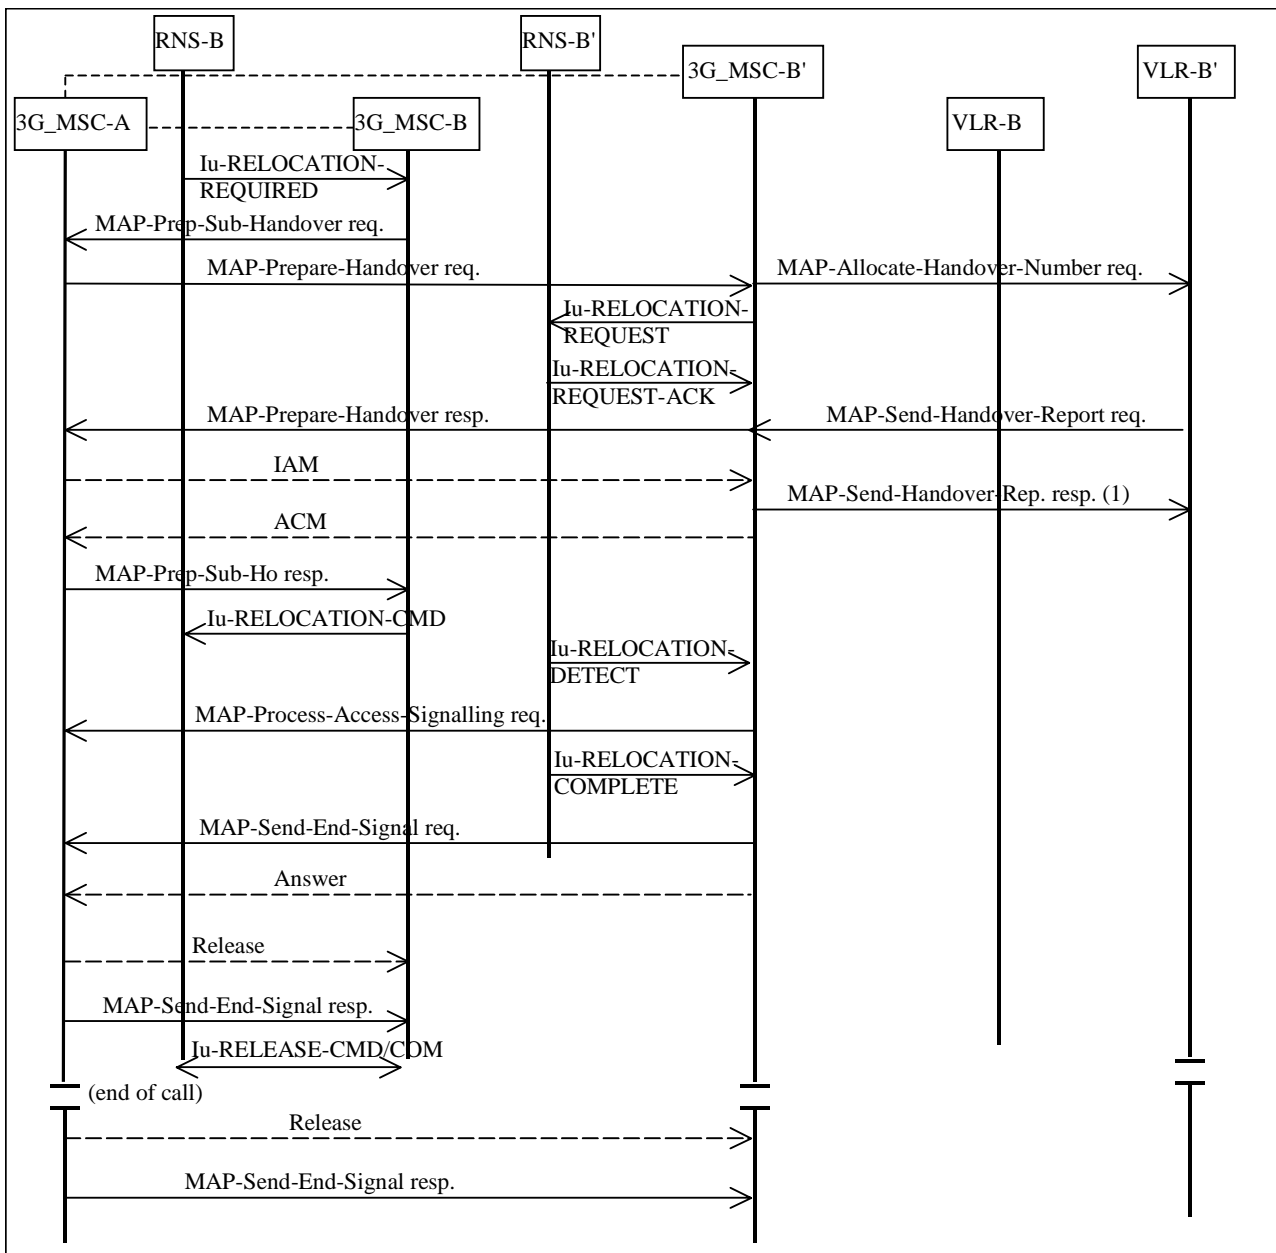 RNS-B
RNS-B'
3G_MSC-B'
VLR-B'
3G_MSC-A
3G_MSC-B
VLR-B
Iu-RELOCATION-
REQUIRED
MAP-Prep-Sub-Handover req.
MAP-Prepare-Handover req.
MAP-Allocate-Handover-Number req.
Iu-RELOCATION-
REQUEST
Iu-RELOCATION-
REQUEST-ACK
MAP-Prepare-Handover resp.
MAP-Send-Handover-Report req.
IAM
MAP-Send-Handover-Rep. resp. (1)
ACM
MAP-Prep-Sub-Ho resp.
Iu-RELOCATION-CMD
Iu-RELOCATION-
DETECT
MAP-Process-Access-Signalling req.
Iu-RELOCATION-
COMPLETE
MAP-Send-End-Signal req.
Answer
Release
MAP-Send-End-Signal resp.
Iu-RELEASE-CMD/COM
(end of call)
Release
MAP-Send-End-Signal resp.